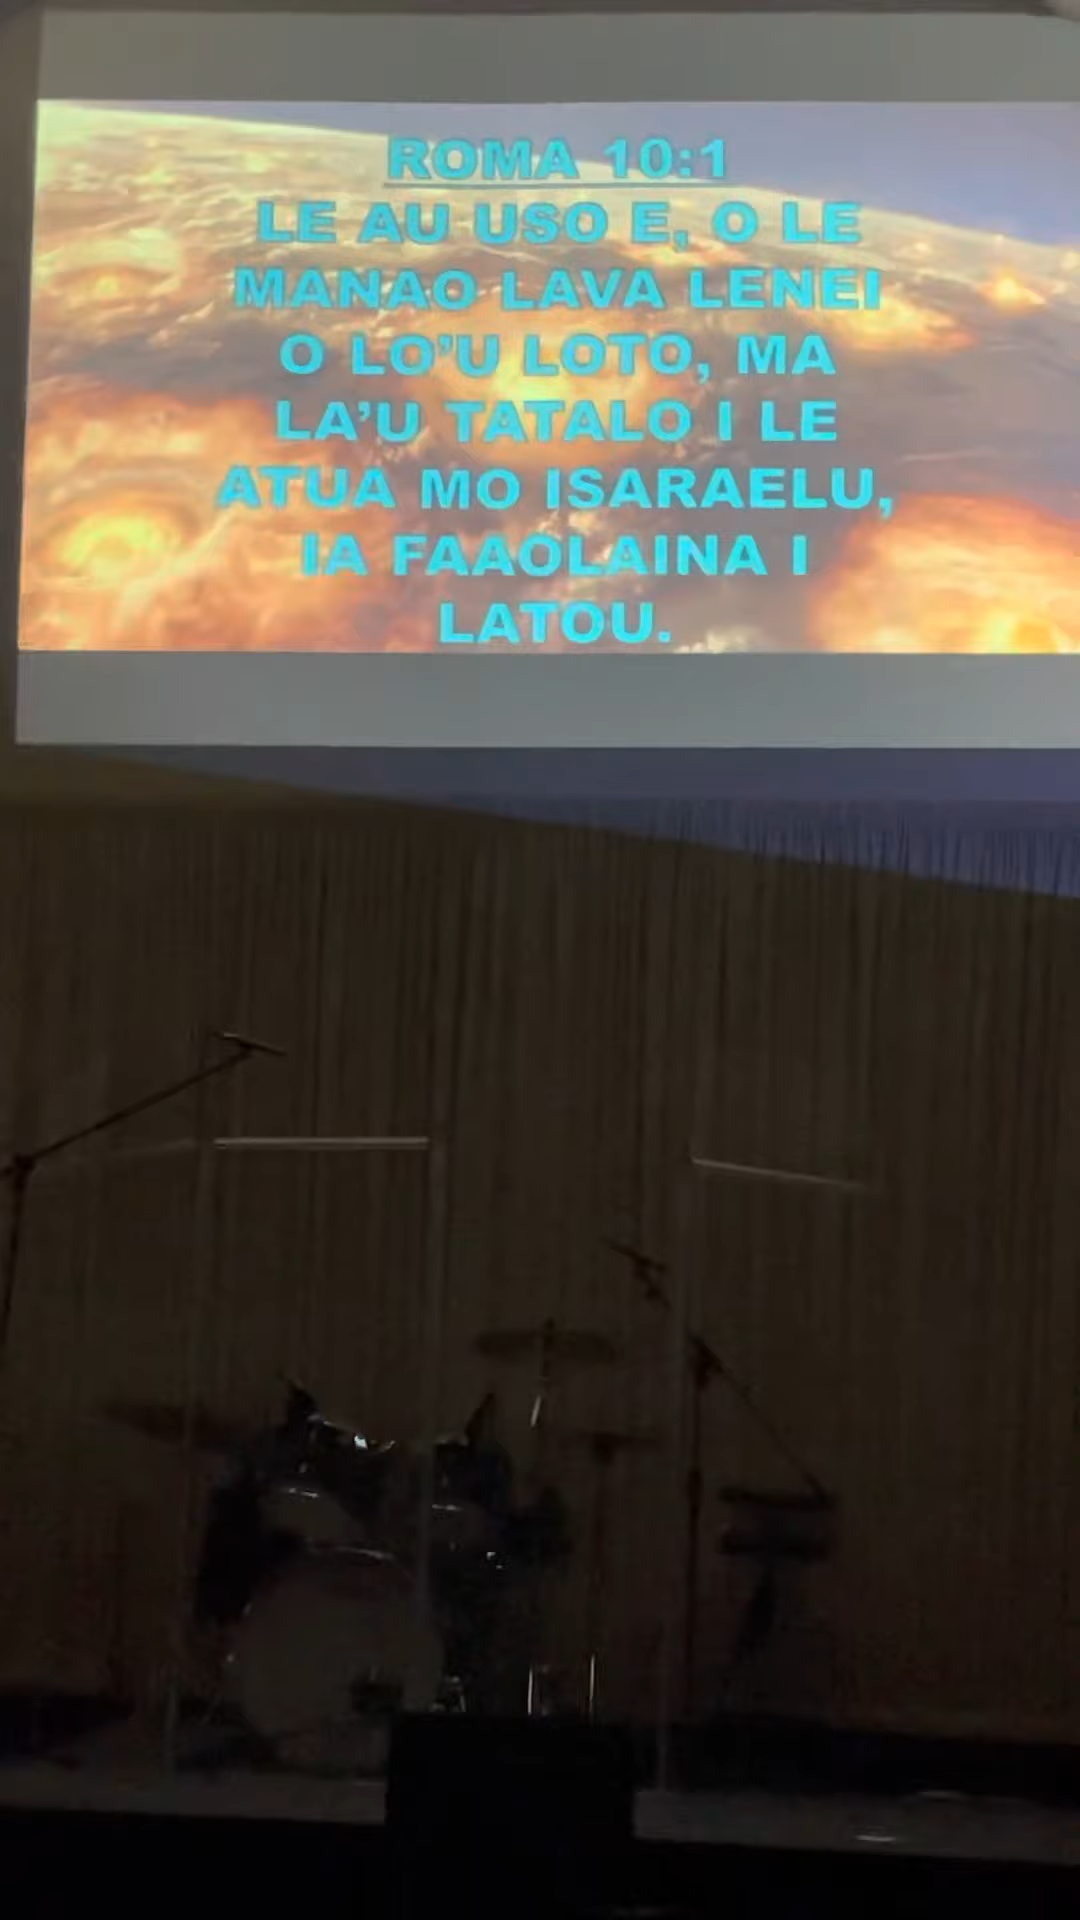 ROMA 10:1
LE AU USO E, O LE
MANAO LAVA LENEI
O LO'U LOTO, MA
LA'U TATALO I LE
ATUA MO ISARAELU,
IA FAAOLAINA I
LATOU.